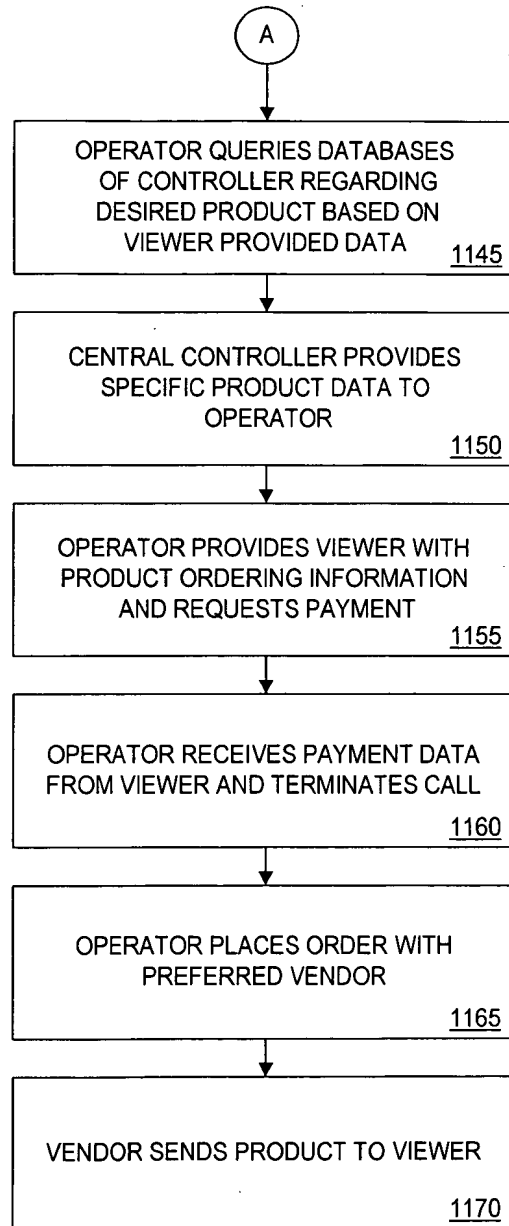 A
OPERATOR QUERIES DATABASES
OF CONTROLLER REGARDING
DESIRED PRODUCT BASED ON
VIEWER PROVIDED DATA
1145
CENTRAL CONTROLLER PROVIDES
SPECIFIC PRODUCT DATA TO
OPERATOR
1150
OPERATOR PROVIDES VIEWER WITH
PRODUCT ORDERING INFORMATION
AND REQUESTS PAYMENT
1155
OPERATOR RECEIVES PAYMENT DATA
FROM VIEWER AND TERMINATES CALL
1160
OPERATOR PLACES ORDER WITH
PREFERRED VENDOR
1165
VENDOR SENDS PRODUCT TO VIEWER
1170